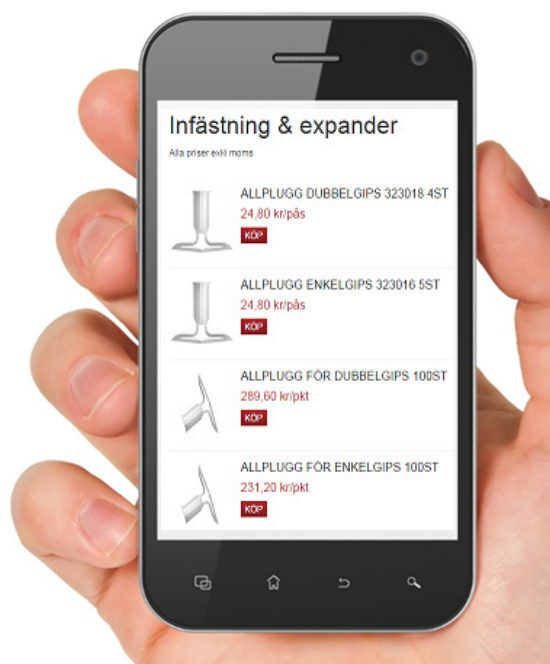 Infästning & expander
Alla priser exkl moms
ALLPLUGG DUBBELGIPS 323018 4ST
24,80 kr/pås
KÖP
ALLPLUGG ENKELGIPS 323016 5ST
24,80 kr/pås
KÖP
ALLPLUGG FÖR DUBBELGIPS 100ST
289,60 kr/pkt
KÖP
ALLPLUGG FÖR ENKELGIPS 100ST
231,20 kr/pkt
KÖP